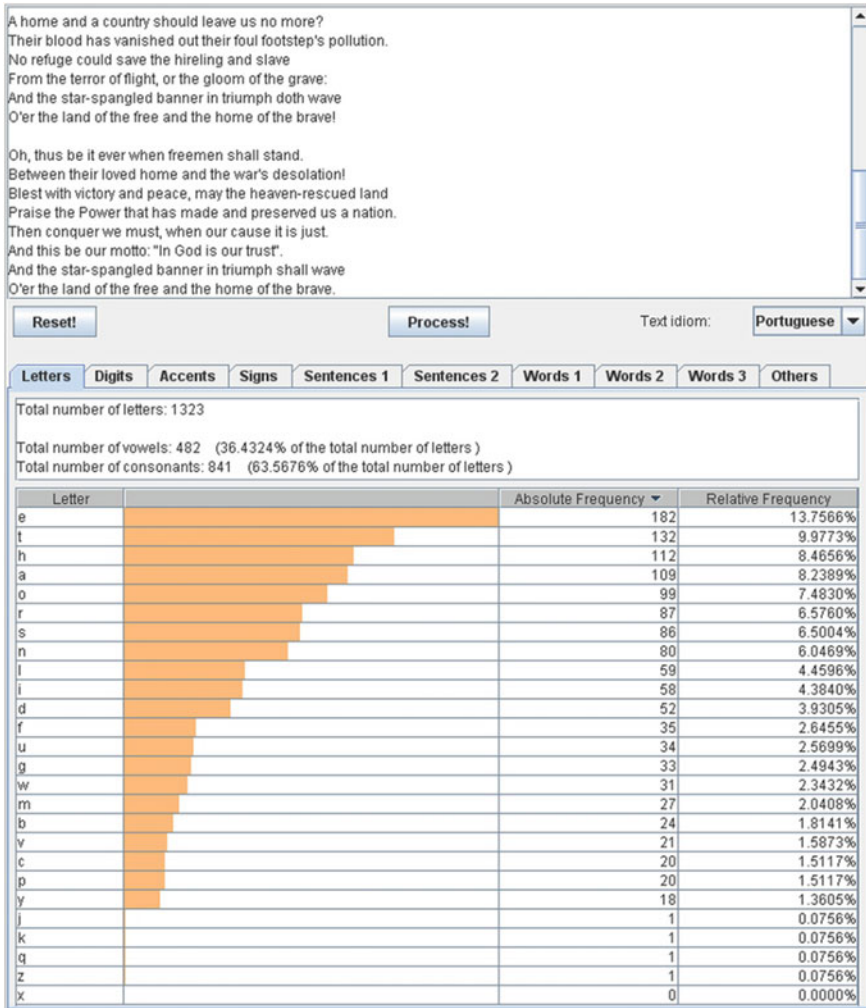 A home and a country should leave us no more?
Their blood has vanished out their foul footstep's pollution.
No refuge could save the hireling and slave
From the terror of flight, or the gloom of the grave:
And the star-spangled banner in triumph doth wave
O'er the land of the free and the home of the brave!
Oh, thus be it ever when freemen shall stand.
Between their loved home and the war's desolation!
Blest with victory and peace, may the heaven-rescued land
Praise the Power that has made and preserved us a nation.
Then conquer we must, when our cause it is just.
And this be our motto: "In God is our trust".
And the star-spangled banner in triumph shall wave
O'er the land of the free and the home of the brave.
Reset! Process! Text idiom: Portuguese
Letters Digits Accents Signs Sentences 1 Sentences 2 Words 1 Words 2 Words 3 Others
Total number of letters: 1323
Total number of vowels: 482 (36.4324% of the total number of letters )
Total number of consonants: 841 (63.5676% of the total number of letters )
Letter Absolute Frequency Relative Frequency
e 182 13.7566%
t 132 9.9773%
h 112 8.4656%
a 109 8.2389%
o 99 7.4830%
r 87 6.5760%
s 86 6.5004%
n 80 6.0469%
l 59 4.4596%
i 58 4.3840%
d 52 3.9305%
f 35 2.6455%
u 34 2.5699%
g 33 2.4943%
w 31 2.3432%
m 27 2.0408%
b 24 1.8141%
v 21 1.5873%
c 20 1.5117%
p 20 1.5117%
y 18 1.3605%
j 1 0.0756%
k 1 0.0756%
q 1 0.0756%
z 1 0.0756%
x 0 0.0000%